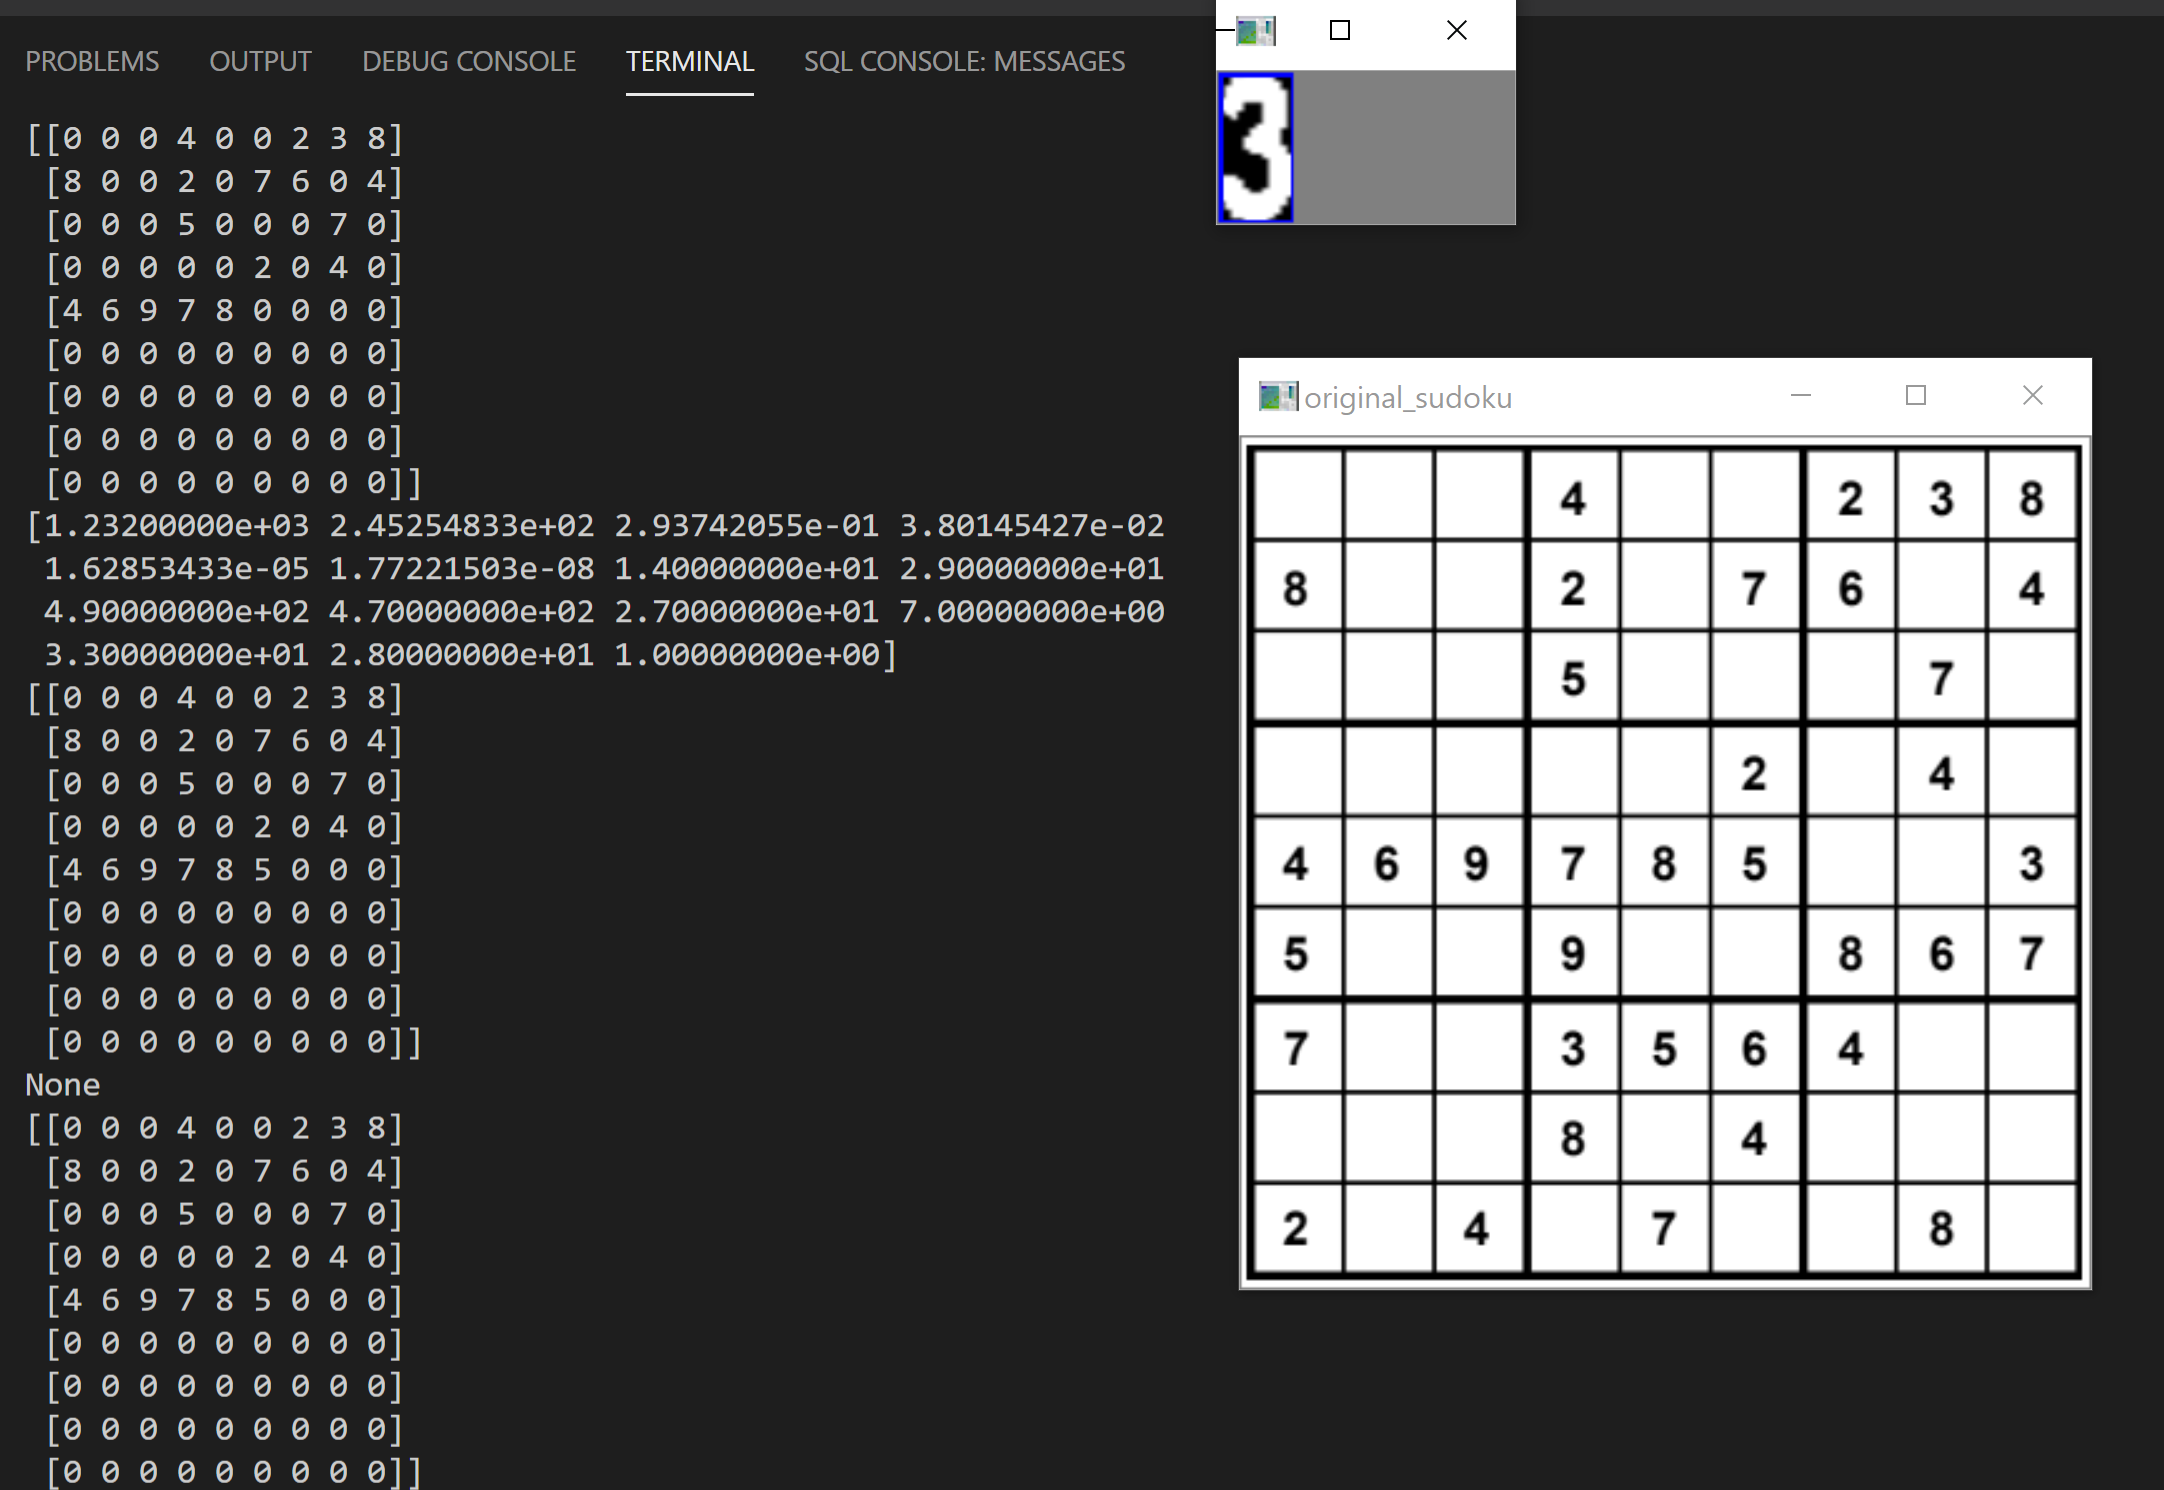 PROBLEMS OUTPUT DEBUG CONSOLE TERMINAL SQL CONSOLE: MESSAGES
[[0 0 0 4 0 0 2 3 8]
[8 0 0 2 0 7 6 0 4]
[0 0 0 5 0 0 0 7 0]
[0 0 0 0 0 2 0 4 0]
[4 6 9 7 8 0 0 0 0]
[0 0 0 0 0 0 0 0 0]
[0 0 0 0 0 0 0 0 0]
[0 0 0 0 0 0 0 0 0]
[0 0 0 0 0 0 0 0 0]]
[1.23200000e+03 2.45254833e+02 2.93742055e-01 3.80145427e-02
1.62853433e-05 1.77221503e-08 1.40000000e+01 2.90000000e+01
4.90000000e+02 4.70000000e+02 2.70000000e+01 7.00000000e+00
3.30000000e+01 2.80000000e+01 1.00000000e+00]
[[0 0 0 4 0 0 2 3 8]
[8 0 0 2 0 7 6 0 4]
[0 0 0 5 0 0 0 7 0]
[0 0 0 0 0 2 0 4 0]
[4 6 9 7 8 5 0 0 0]
[0 0 0 0 0 0 0 0 0]
[0 0 0 0 0 0 0 0 0]
[0 0 0 0 0 0 0 0 0]
[0 0 0 0 0 0 0 0 0]]
None
[[0 0 0 4 0 0 2 3 8]
[8 0 0 2 0 7 6 0 4]
[0 0 0 5 0 0 0 7 0]
[0 0 0 0 0 2 0 4 0]
[4 6 9 7 8 5 0 0 0]
[0 0 0 0 0 0 0 0 0]
[0 0 0 0 0 0 0 0 0]
[0 0 0 0 0 0 0 0 0]
[0 0 0 0 0 0 0 0 0]]
3
original_sudoku
4 2 3 8
8 2 7 6 4
5 7
2 4
4 6 9 7 8 5 3
5 9 8 6 7
7 3 5 6 4
8 4
2 4 7 8